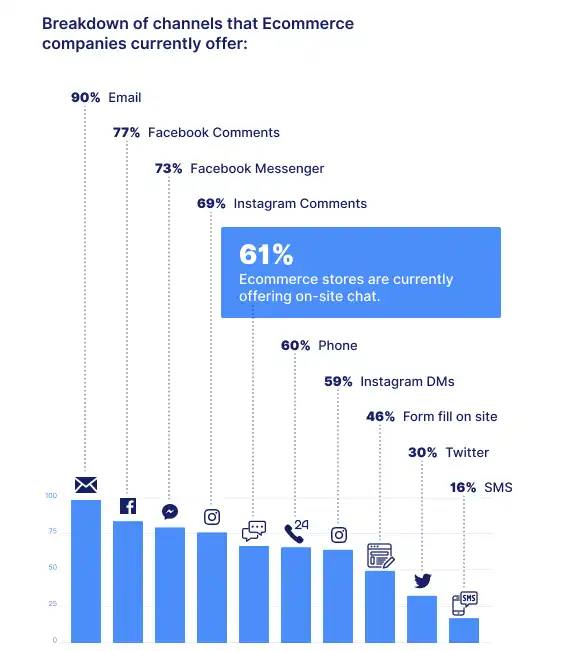 Breakdown of channels that Ecommerce
companies currently offer:
90% Email
77% Facebook Comments
73% Facebook Messenger
69% Instagram Comments
61%
Ecommerce stores are currently
offering on-site chat.
60% Phone
59% Instagram DMs
46% Form fill on site
30% Twitter
16% SMS
100
75
50
25
0
24
SMS